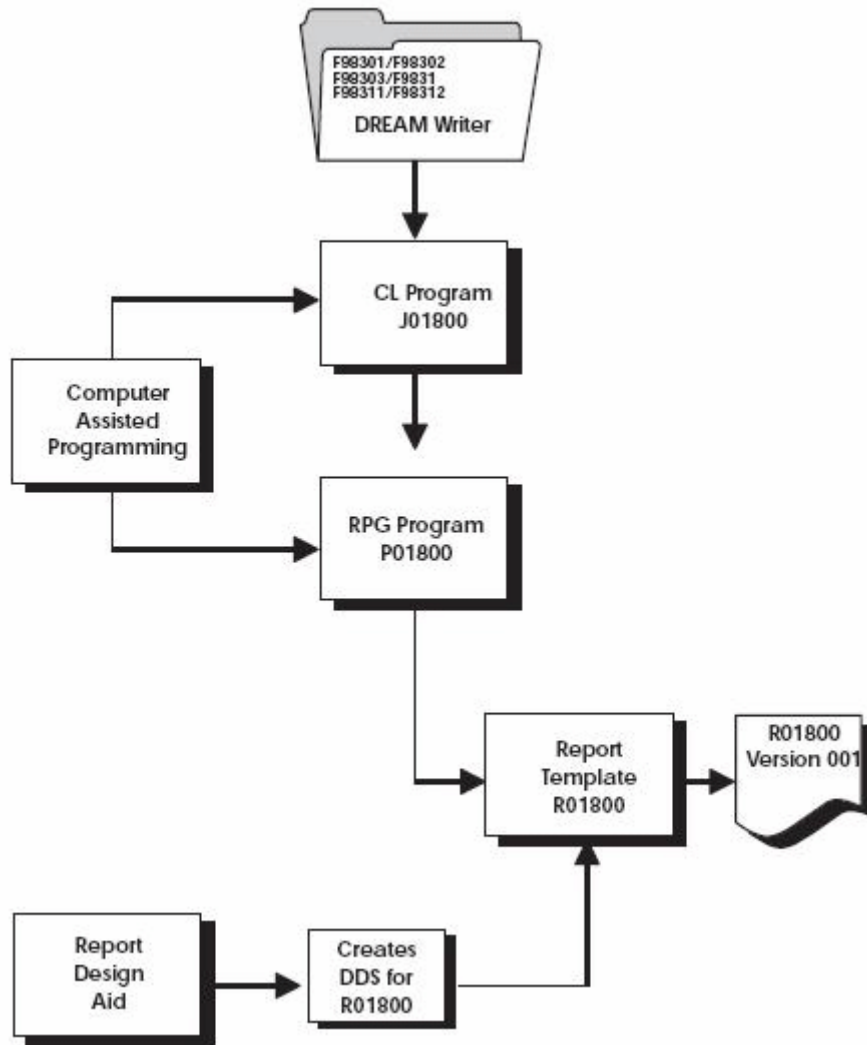 F98301/F98302
F98303/F9831
F98311/F98312
DREAM Writer
CL Program
J01800
Computer
Assisted
Programming
RPG Program
P01800
Report
Template
R01800
R01800
Version 001
Report
Design
Aid
Creates
DDS for
R01800